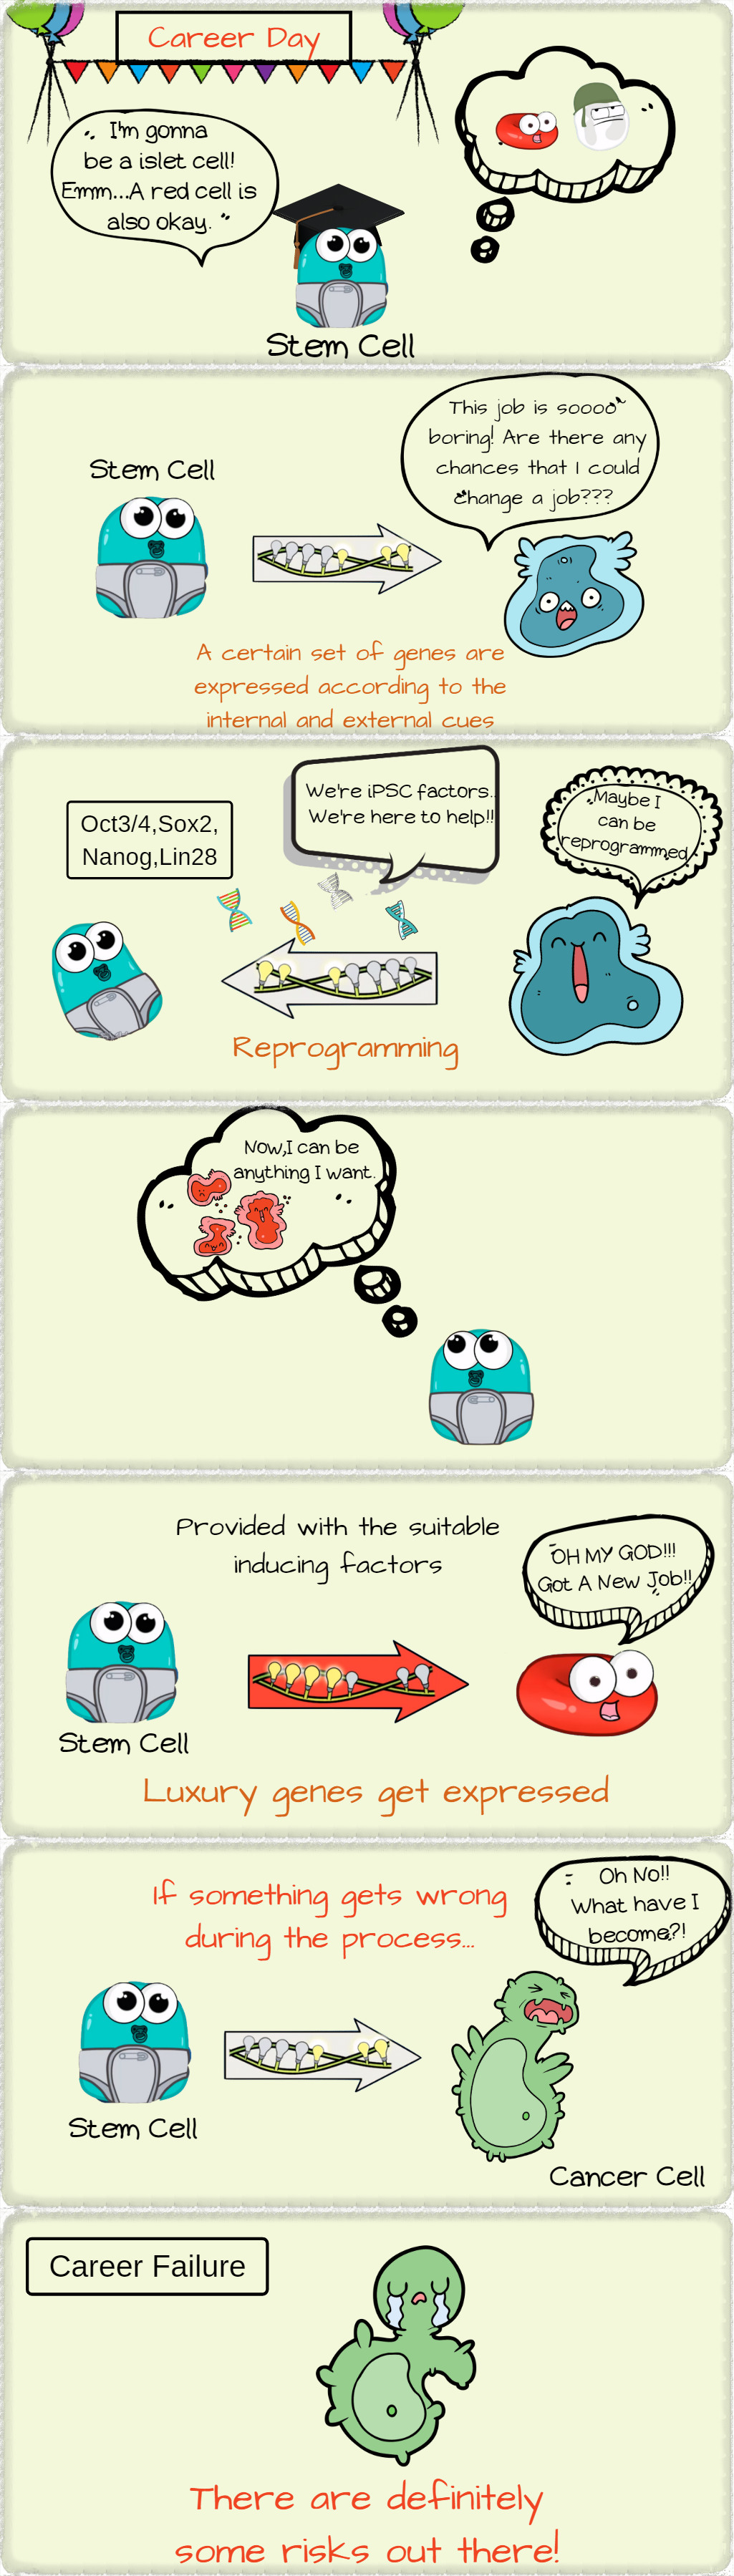 Career Day
I'm gonna
be a islet cell!
Emm...A red cell is
also okay.
Stem Cell
This job is soooo
boring! Are there any
chances that I could
change a job???
Stem Cell
A certain set of genes are
expressed according to the
internal and external cues
We're iPSC factors..
We're here to help!!
Maybe I
can be
reprogrammed
Oct3/4,Sox2,
Nanog,Lin28
Reprogramming
Now,I can be
anything I want.
Provided with the suitable
inducing factors
OH MY GOD!!!
Got A New Job!!
Stem Cell
Luxury genes get expressed
If something gets wrong
during the process...
Oh No!!
What have I
become?!
Stem Cell
Cancer Cell
Career Failure
There are definitely
some risks out there!